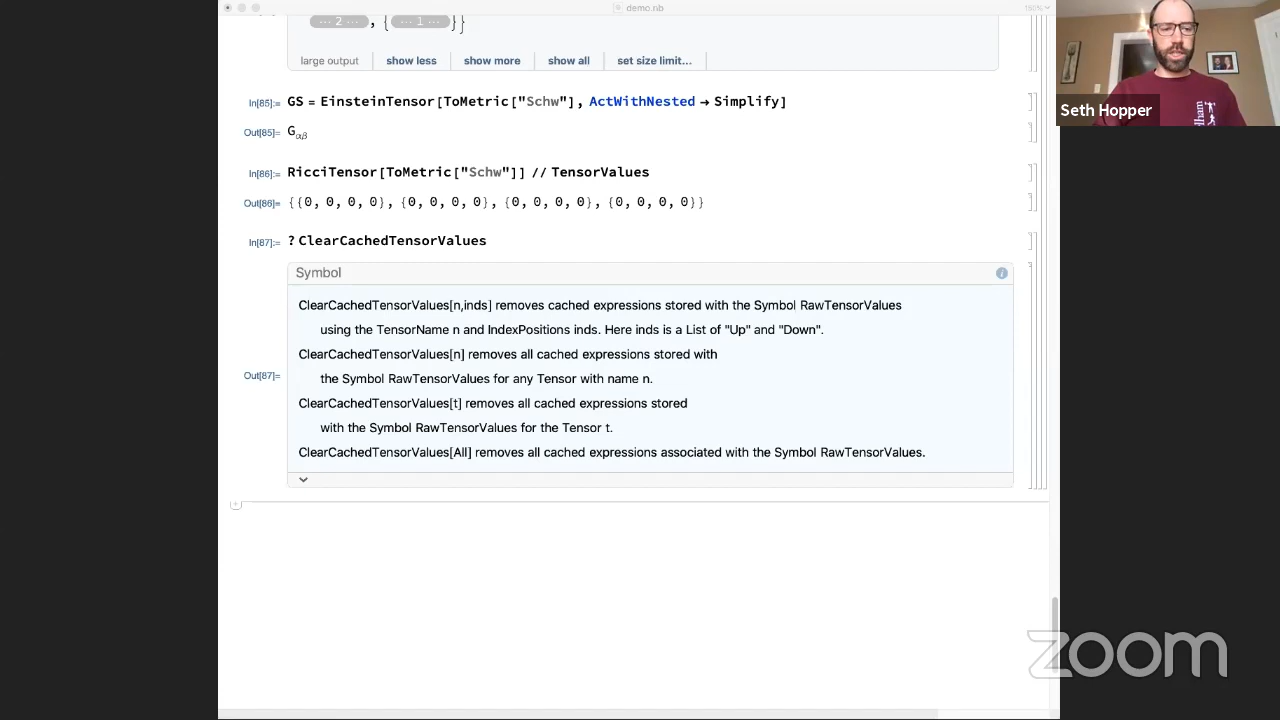 demo.nb
150%
... 2 ... , { ... 1 ... }}
large output show less show more show all set size limit...
In[85]:= GS = EinsteinTensor[ToMetric["Schw"], ActWithNested → Simplify]
Out[85]= Gαβ
In[86]:= RicciTensor[ToMetric["Schw"]] // TensorValues
Out[86]= {{0, 0, 0, 0}, {0, 0, 0, 0}, {0, 0, 0, 0}, {0, 0, 0, 0}}
In[87]:= ? ClearCachedTensorValues
Symbol
ClearCachedTensorValues[n,inds] removes cached expressions stored with the Symbol RawTensorValues
using the TensorName n and IndexPositions inds. Here inds is a List of "Up" and "Down".
ClearCachedTensorValues[n] removes all cached expressions stored with
the Symbol RawTensorValues for any Tensor with name n.
Out[87]=
ClearCachedTensorValues[t] removes all cached expressions stored
with the Symbol RawTensorValues for the Tensor t.
ClearCachedTensorValues[All] removes all cached expressions associated with the Symbol RawTensorValues.
Seth Hopper
zoom